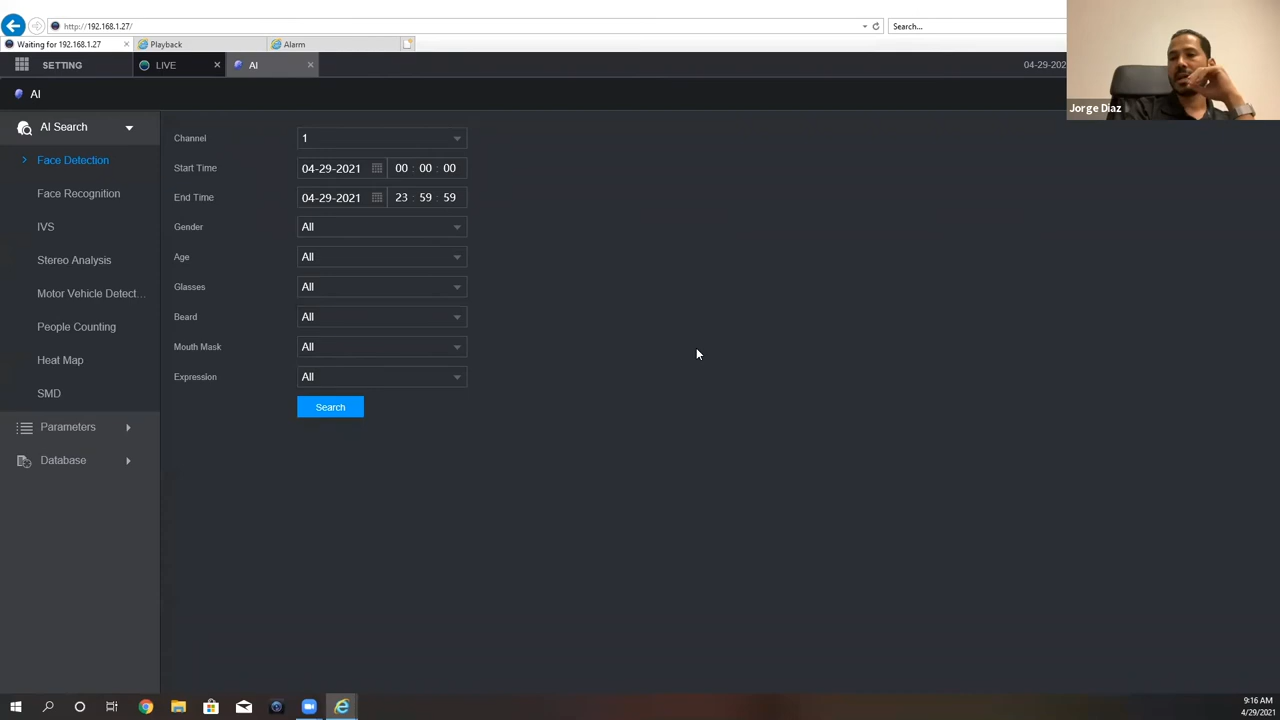 http://192.168.1.27/
Search...
Waiting for 192.168.1.27
Playback
Alarm
SETTING
LIVE
AI
04-29-202
Jorge Diaz
AI
AI Search
Face Detection
Face Recognition
IVS
Stereo Analysis
Motor Vehicle Detect...
People Counting
Heat Map
SMD
Parameters
Database
Channel 1
Start Time 04-29-2021 00 : 00 : 00
End Time 04-29-2021 23 : 59 : 59
Gender All
Age All
Glasses All
Beard All
Mouth Mask All
Expression All
Search
9:16 AM
4/29/2021